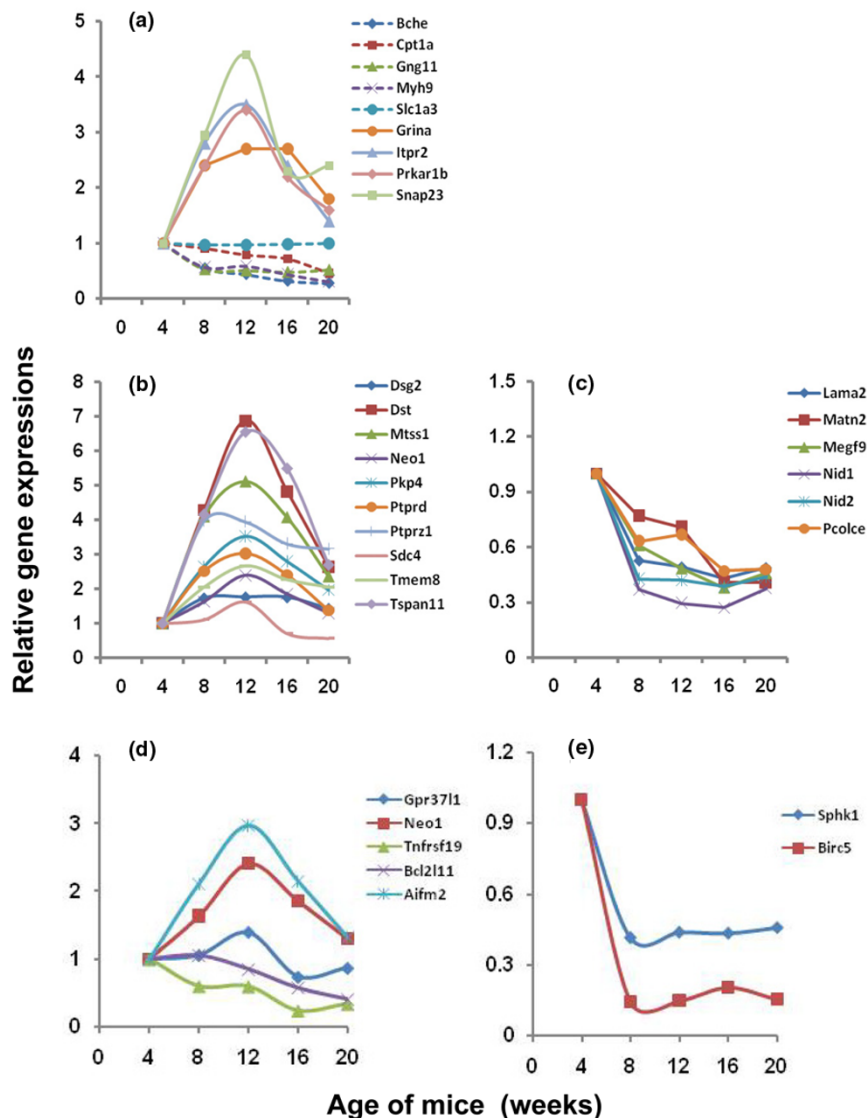 (a)
5
4
3
2
1
0
0 4 8 12 16 20
Bche
Cpt1a
Gng11
Myh9
Slc1a3
Grina
Itpr2
Prkar1b
Snap23
Relative gene expressions
(b)
8
7
6
5
4
3
2
1
0
0 4 8 12 16 20
Dsg2
Dst
Mtss1
Neo1
Pkp4
Ptprd
Ptprz1
Sdc4
Tmem8
Tspan11
(c)
1.5
1.2
0.9
0.6
0.3
0
0 4 8 12 16 20
Lama2
Matn2
Megf9
Nid1
Nid2
Pcolce
(d)
4
3
2
1
0
0 4 8 12 16 20
Gpr37l1
Neo1
Tnfrsf19
Bcl2l11
Aifm2
(e)
1.2
0.9
0.6
0.3
0
0 4 8 12 16 20
Sphk1
Birc5
Age of mice (weeks)